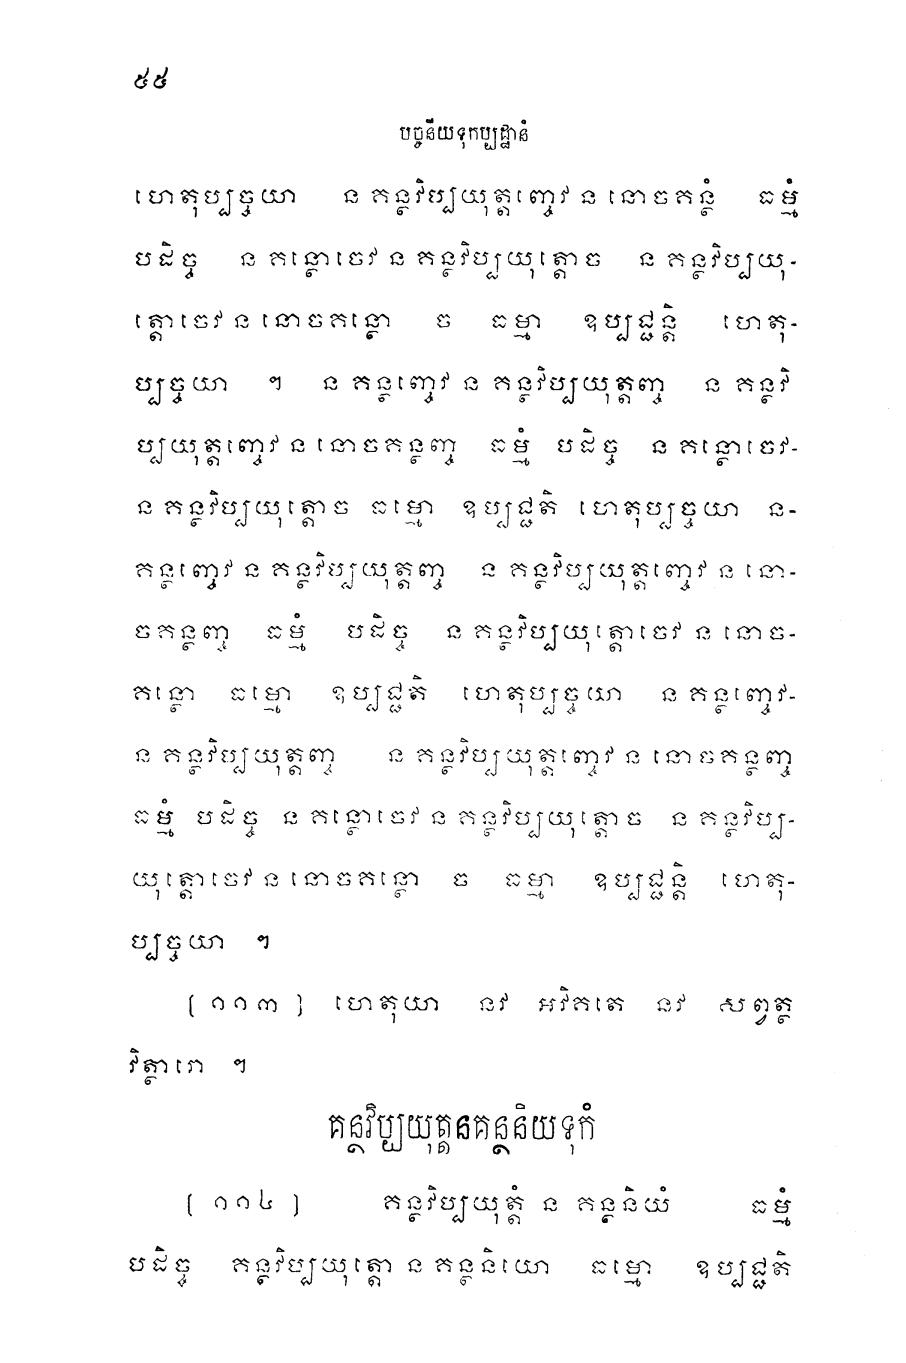 ៥៥
បច្ចនីយទុកប្បដ្ឋានំ
ហេតុប្បច្ចយា ន គន្ថវិប្បយុត្តញ្ចេវ ន នោចគន្ថំ ធម្មំ
បដិច្ច ន គន្ថោចេវ ន គន្ថវិប្បយុត្តោច ន គន្ថវិប្បយុ-
ត្តោចេវ ន នោចគន្ថោ ច ធម្មា ឧប្បជ្ជន្តិ ហេតុ-
ប្បច្ចយា ។ ន គន្ថញ្ចេវ ន គន្ថវិប្បយុត្តញ្ច ន គន្ថវិ
ប្បយុត្តញ្ចេវ ន នោចគន្ថញ្ច ធម្មំ បដិច្ច ន គន្ថោចេវ-
ន គន្ថវិប្បយុត្តោច ធម្មោ ឧប្បជ្ជតិ ហេតុប្បច្ចយា ន-
គន្ថញ្ចេវ ន គន្ថវិប្បយុត្តញ្ច ន គន្ថវិប្បយុត្តញ្ចេវ ន នោ-
ចគន្ថញ្ច ធម្មំ បដិច្ច ន គន្ថវិប្បយុត្តោចេវ ន នោច-
គន្ថោ ធម្មោ ឧប្បជ្ជតិ ហេតុប្បច្ចយា ន គន្ថញ្ចេវ-
ន គន្ថវិប្បយុត្តញ្ច ន គន្ថវិប្បយុត្តញ្ចេវ ន នោចគន្ថញ្ច
ធម្មំ បដិច្ច ន គន្ថោចេវ ន គន្ថវិប្បយុត្តោច ន គន្ថវិប្ប-
យុត្តោចេវ ន នោចគន្ថោ ច ធម្មា ឧប្បជ្ជន្តិ ហេតុ-
ប្បច្ចយា ។
[ ១១៣ ] ហេតុយា នវ អវិគតេ នវ សព្វត្ថ
វិត្ថារោ ។
គន្ថវិប្បយុត្តនគន្ថនិយទុកំ
[ ១១៤ ] គន្ថវិប្បយុត្តំ ន គន្ថនិយំ ធម្មំ
បដិច្ច គន្ថវិប្បយុត្តោ ន គន្ថនិយោ ធម្មោ ឧប្បជ្ជតិ